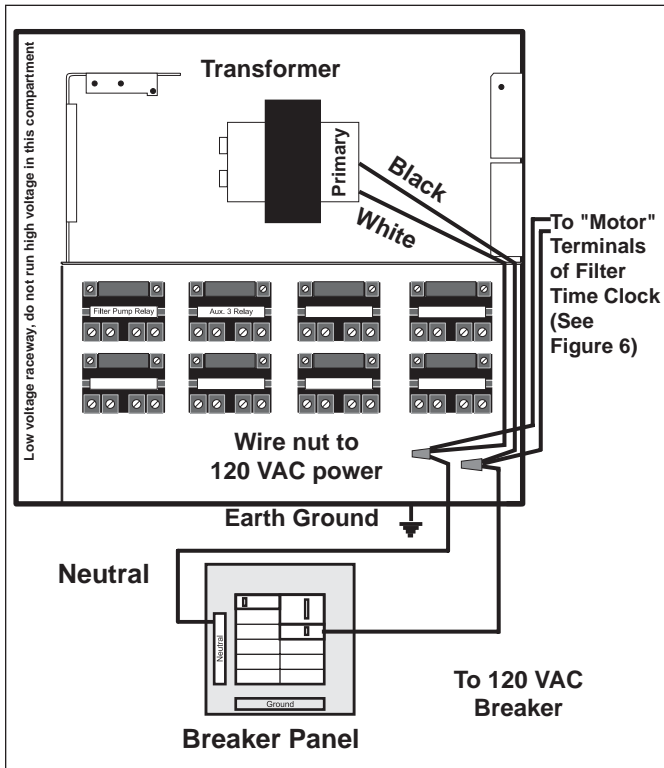 Low voltage raceway, do not run high voltage in this compartment
Transformer
Primary
Black
White
To "Motor"
Terminals
of Filter
Time Clock
(See
Figure 6)
Filter Pump Relay
Aux. 3 Relay
Wire nut to
120 VAC power
Earth Ground
Neutral
Neutral
Ground
To 120 VAC
Breaker
Breaker Panel